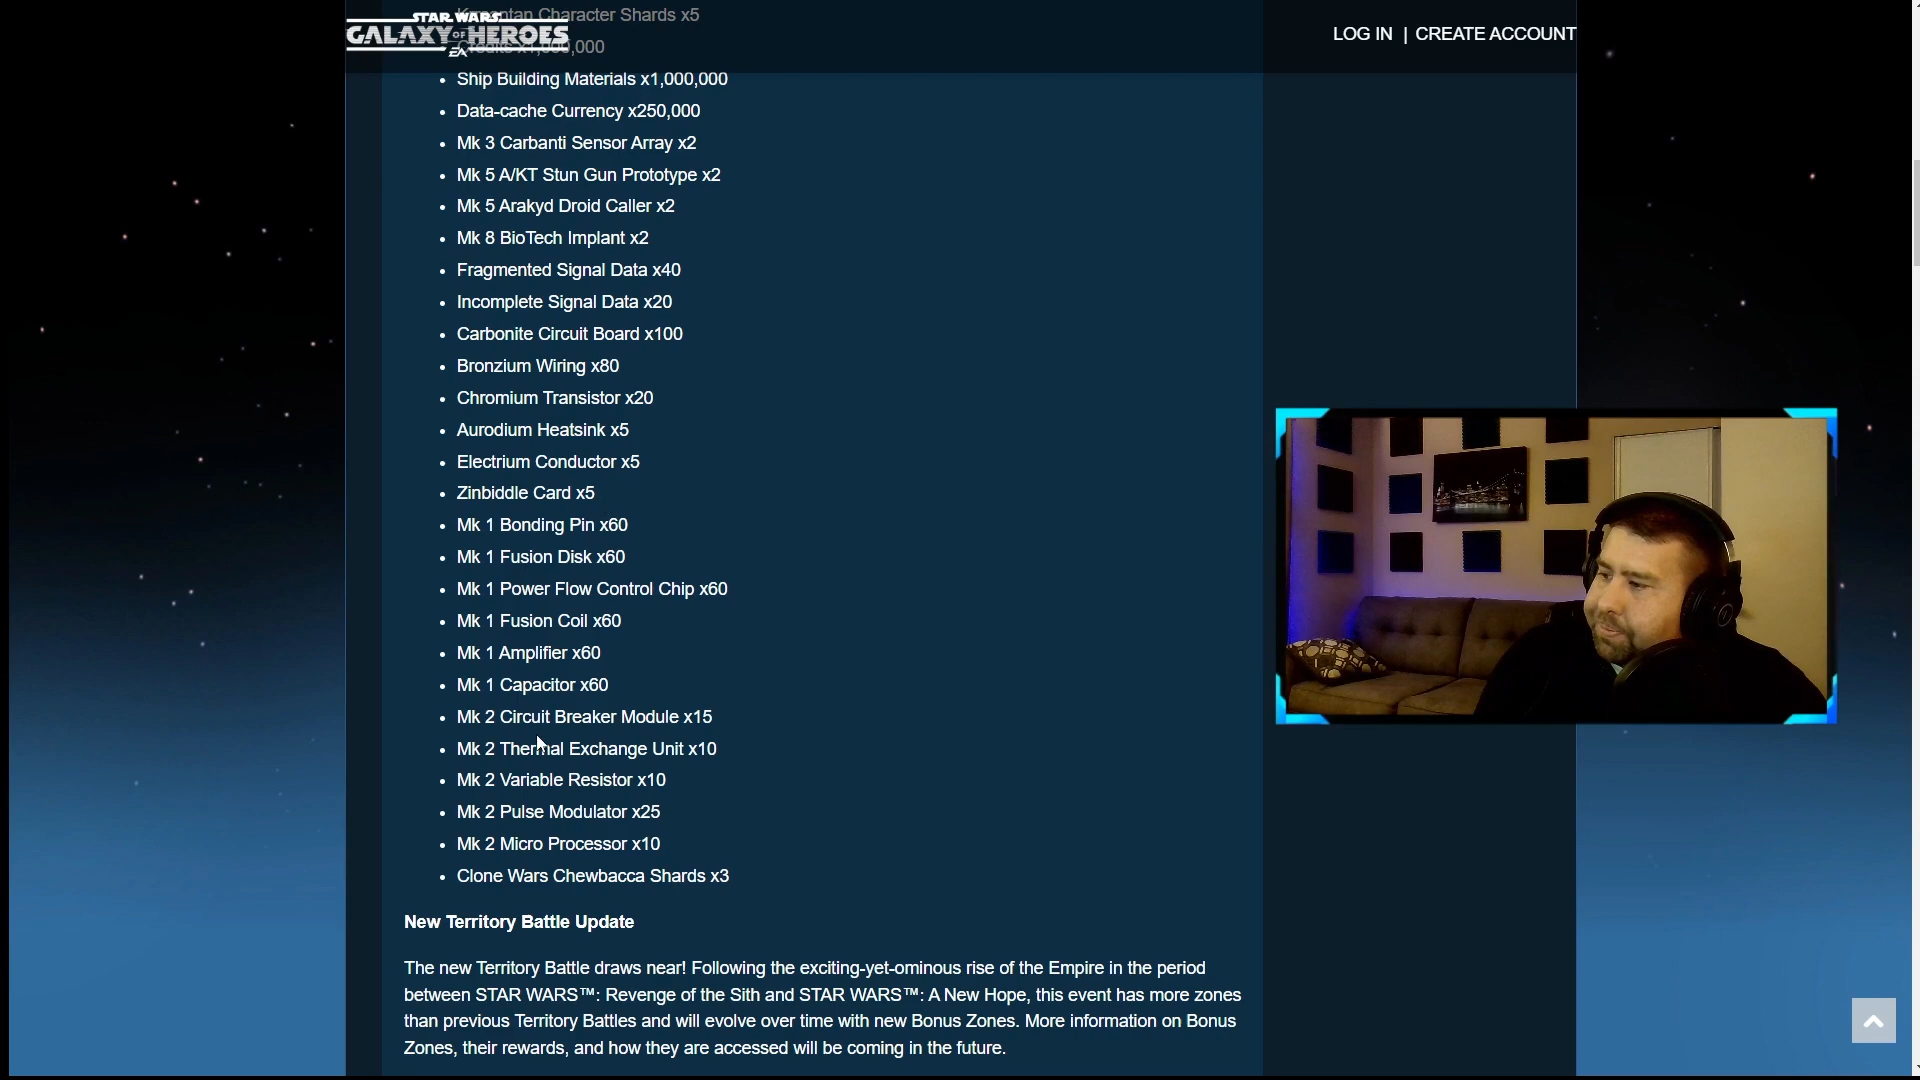 Character Shards x5
STAR WARS
GALAXY OF HEROES
EA
LOG IN | CREATE ACCOUNT
Credits x1,000,000
• Ship Building Materials x1,000,000
• Data-cache Currency x250,000
• Mk 3 Carbanti Sensor Array x2
• Mk 5 A/KT Stun Gun Prototype x2
• Mk 5 Arakyd Droid Caller x2
• Mk 8 BioTech Implant x2
• Fragmented Signal Data x40
• Incomplete Signal Data x20
• Carbonite Circuit Board x100
• Bronzium Wiring x80
• Chromium Transistor x20
• Aurodium Heatsink x5
• Electrium Conductor x5
• Zinbiddle Card x5
• Mk 1 Bonding Pin x60
• Mk 1 Fusion Disk x60
• Mk 1 Power Flow Control Chip x60
• Mk 1 Fusion Coil x60
• Mk 1 Amplifier x60
• Mk 1 Capacitor x60
• Mk 2 Circuit Breaker Module x15
• Mk 2 Thermal Exchange Unit x10
• Mk 2 Variable Resistor x10
• Mk 2 Pulse Modulator x25
• Mk 2 Micro Processor x10
• Clone Wars Chewbacca Shards x3
New Territory Battle Update
The new Territory Battle draws near! Following the exciting-yet-ominous rise of the Empire in the period
between STAR WARS™: Revenge of the Sith and STAR WARS™: A New Hope, this event has more zones
than previous Territory Battles and will evolve over time with new Bonus Zones. More information on Bonus
Zones, their rewards, and how they are accessed will be coming in the future.